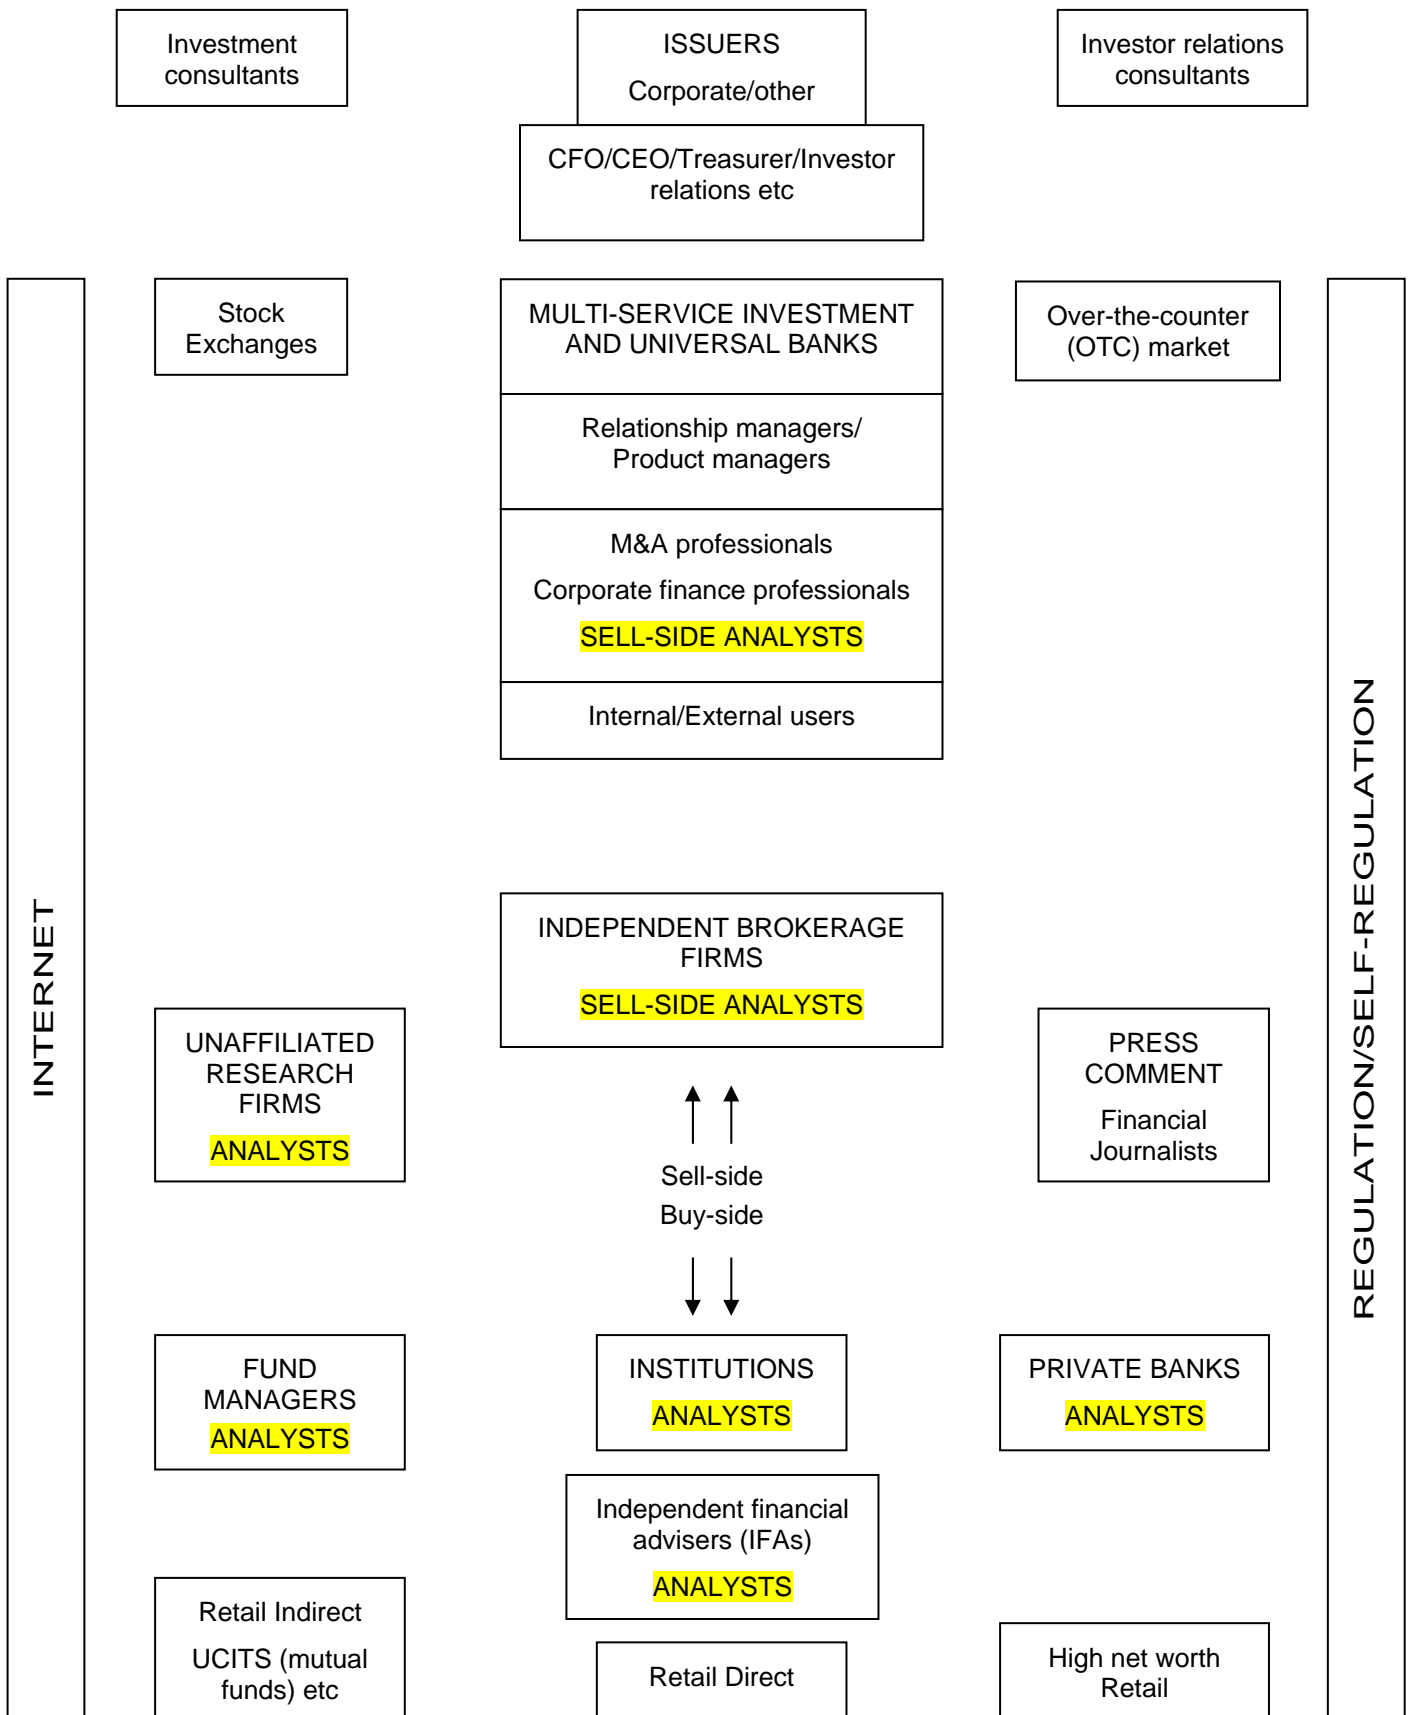 Investment
consultants
ISSUERS
Corporate/other
Investor relations
consultants
CFO/CEO/Treasurer/Investor
relations etc
INTERNET
Stock
Exchanges
MULTI-SERVICE INVESTMENT
AND UNIVERSAL BANKS
Over-the-counter
(OTC) market
REGULATION/SELF-REGULATION
Relationship managers/
Product managers
M&A professionals
Corporate finance professionals
SELL-SIDE ANALYSTS
Internal/External users
INDEPENDENT BROKERAGE
FIRMS
SELL-SIDE ANALYSTS
UNAFFILIATED
RESEARCH
FIRMS
ANALYSTS
PRESS
COMMENT
Financial
Journalists
Sell-side
Buy-side
FUND
MANAGERS
ANALYSTS
INSTITUTIONS
ANALYSTS
PRIVATE BANKS
ANALYSTS
Independent financial
advisers (IFAs)
ANALYSTS
Retail Indirect
UCITS (mutual
funds) etc
Retail Direct
High net worth
Retail